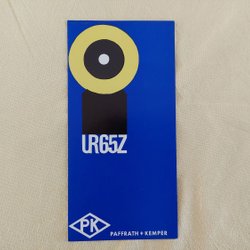 UR65Z
PK
PAFFRATH + KEMPER